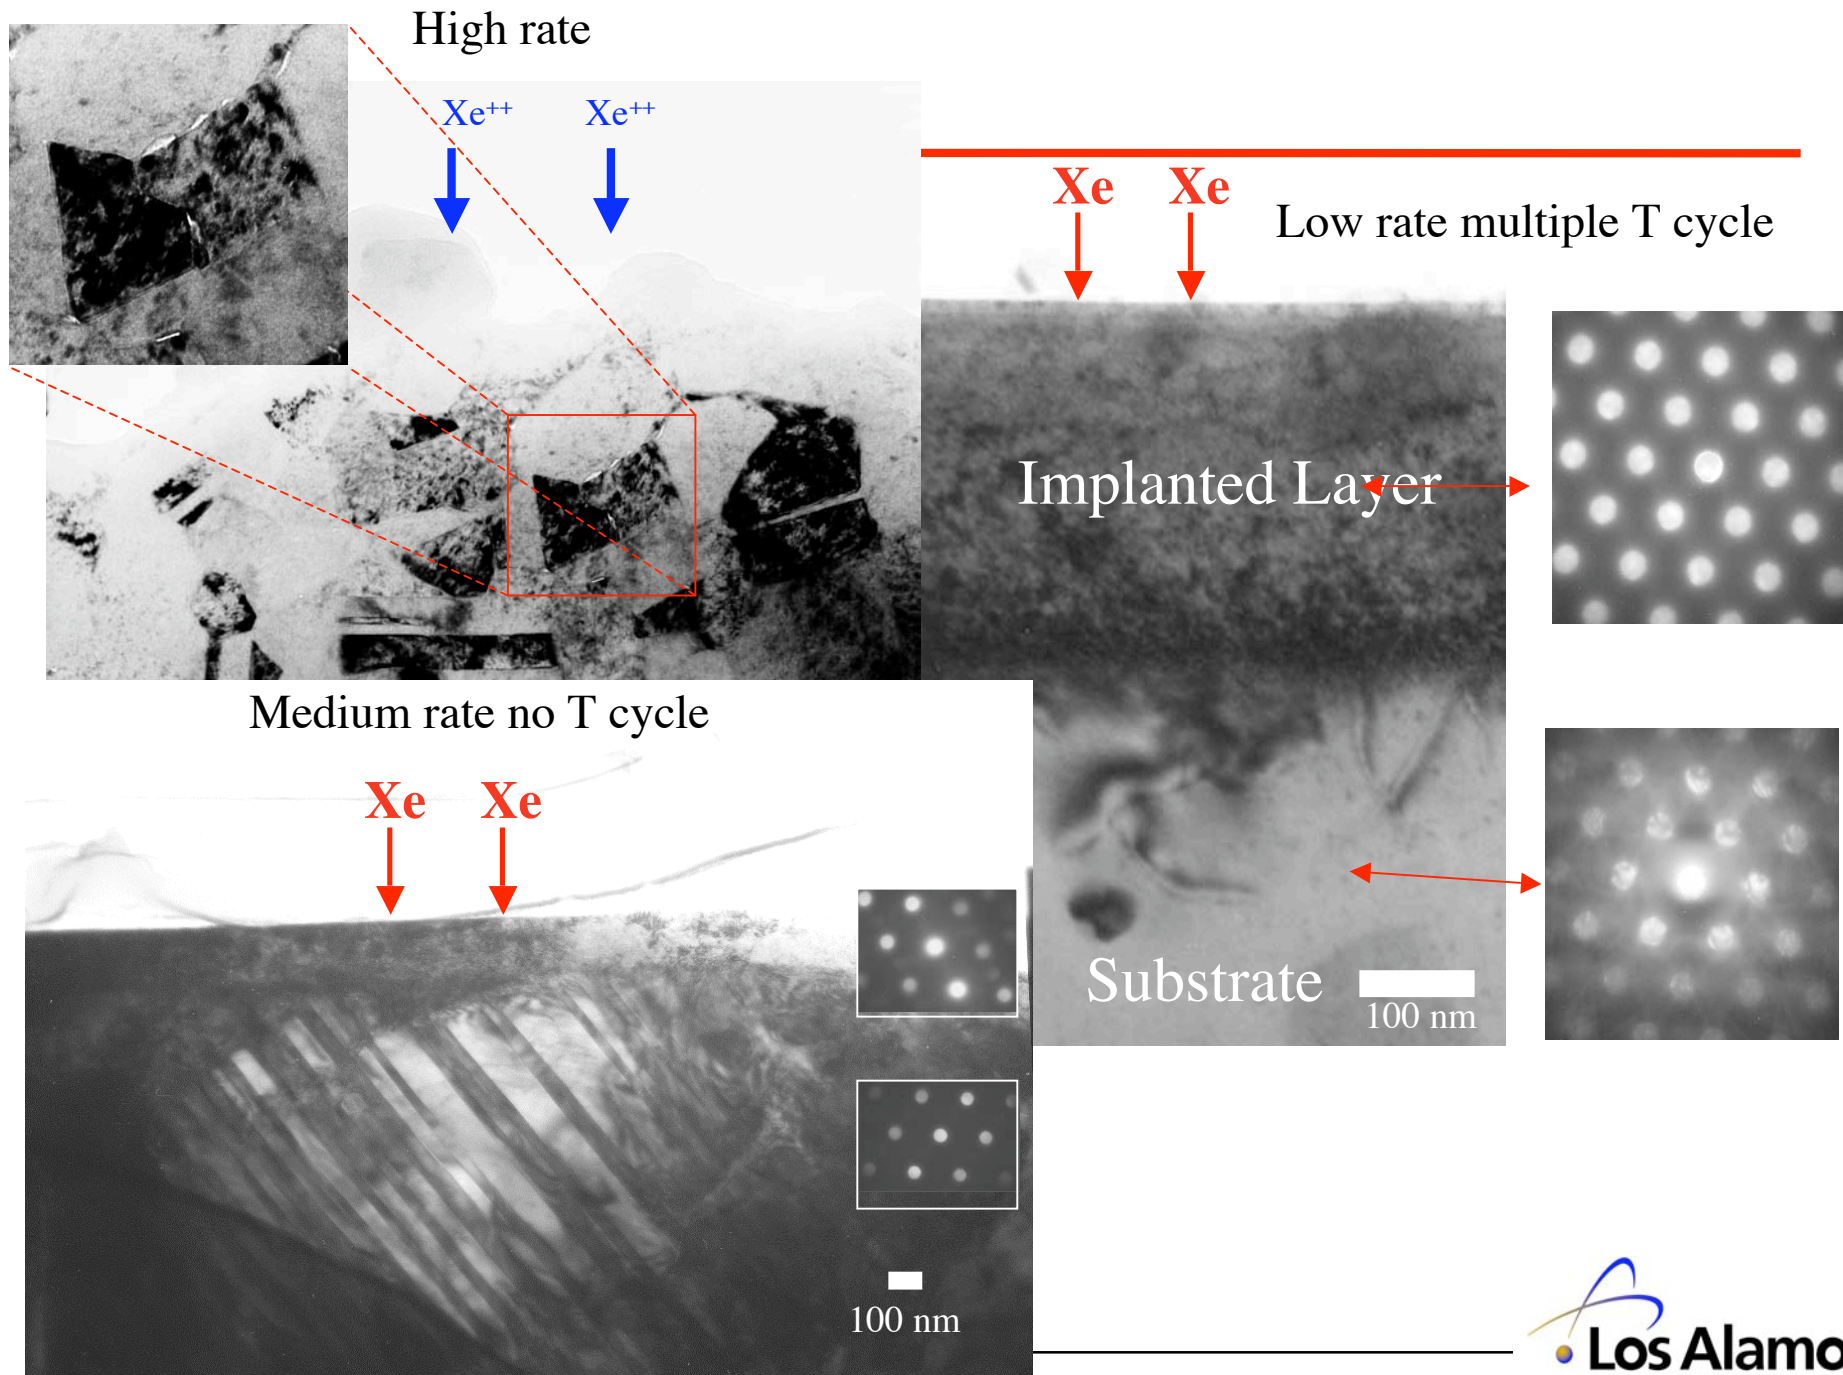 High rate
Xe++ Xe++
Xe Xe
Low rate multiple T cycle
Implanted Layer
Medium rate no T cycle
Xe Xe
Substrate
100 nm
100 nm
Los Alamo